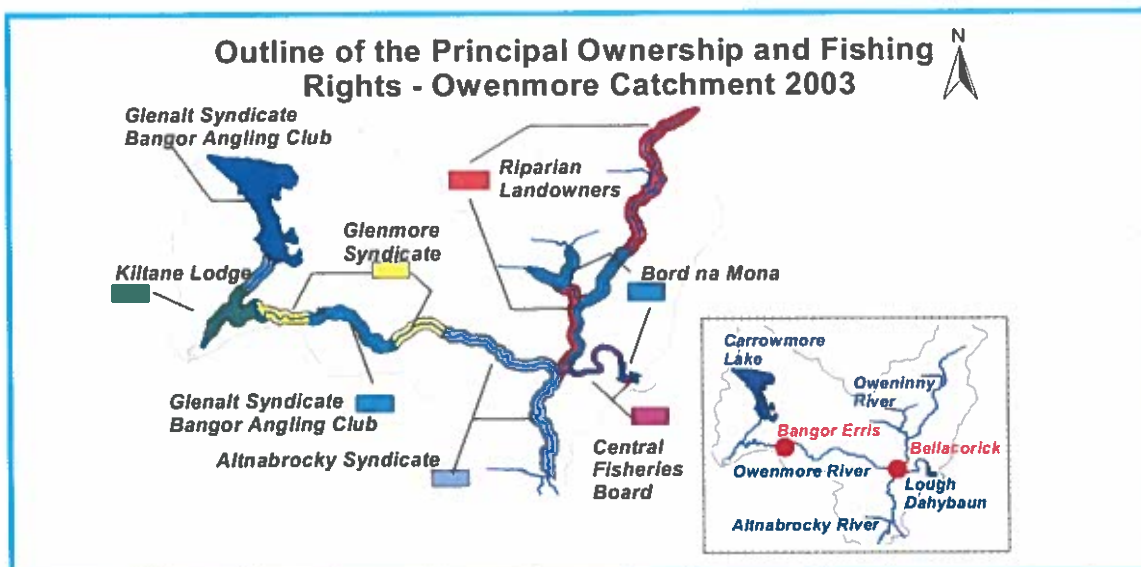 Outline of the Principal Ownership and Fishing
Rights - Owenmore Catchment 2003
N
Glenalt Syndicate
Bangor Angling Club
Riparian
Landowners
Glenmore
Syndicate
Kiltane Lodge
Bord na Mona
Glenalt Syndicate
Bangor Angling Club
Altnabrocky Syndicate
Central
Fisheries
Board
Carrowmore
Lake
Oweninny
River
Bangor Erris
Bellacorick
Owenmore River
Lough
Dahybaun
Altnabrocky River